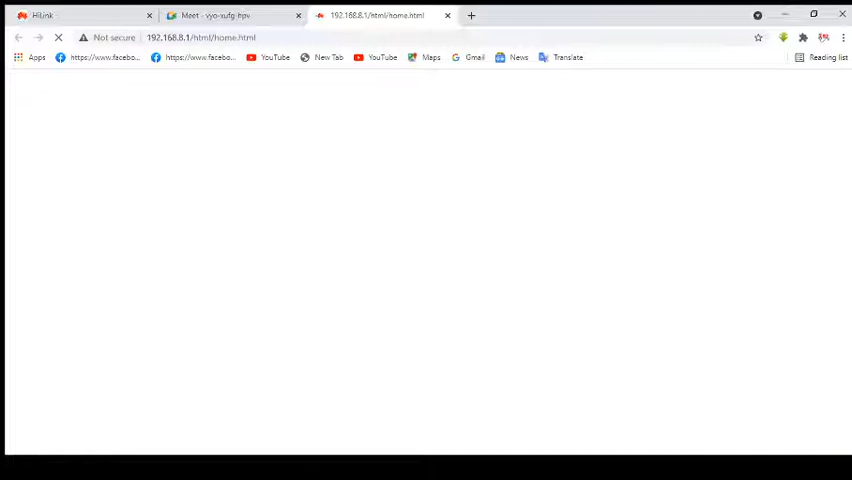 HiLink
Meet - vyo-xufg-hpv
192.168.8.1/html/home.html
Not secure
192.168.8.1/html/home.html
Apps
https://www.facebo...
https://www.facebo...
YouTube
New Tab
YouTube
Maps
Gmail
News
Translate
Reading list